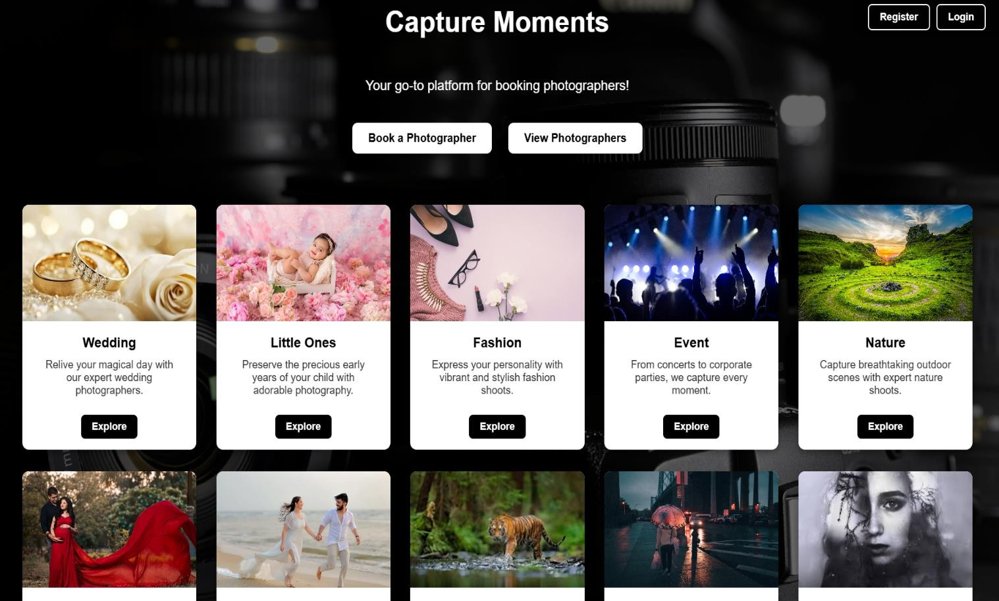 Capture Moments
Register
Login
Your go-to platform for booking photographers!
Book a Photographer
View Photographers
Wedding
Relive your magical day with
our expert wedding
photographers.
Explore
Little Ones
Preserve the precious early
years of your child with
adorable photography.
Explore
Fashion
Express your personality with
vibrant and stylish fashion
shoots.
Explore
Event
From concerts to corporate
parties, we capture every
moment.
Explore
Nature
Capture breathtaking outdoor
scenes with expert nature
shoots.
Explore